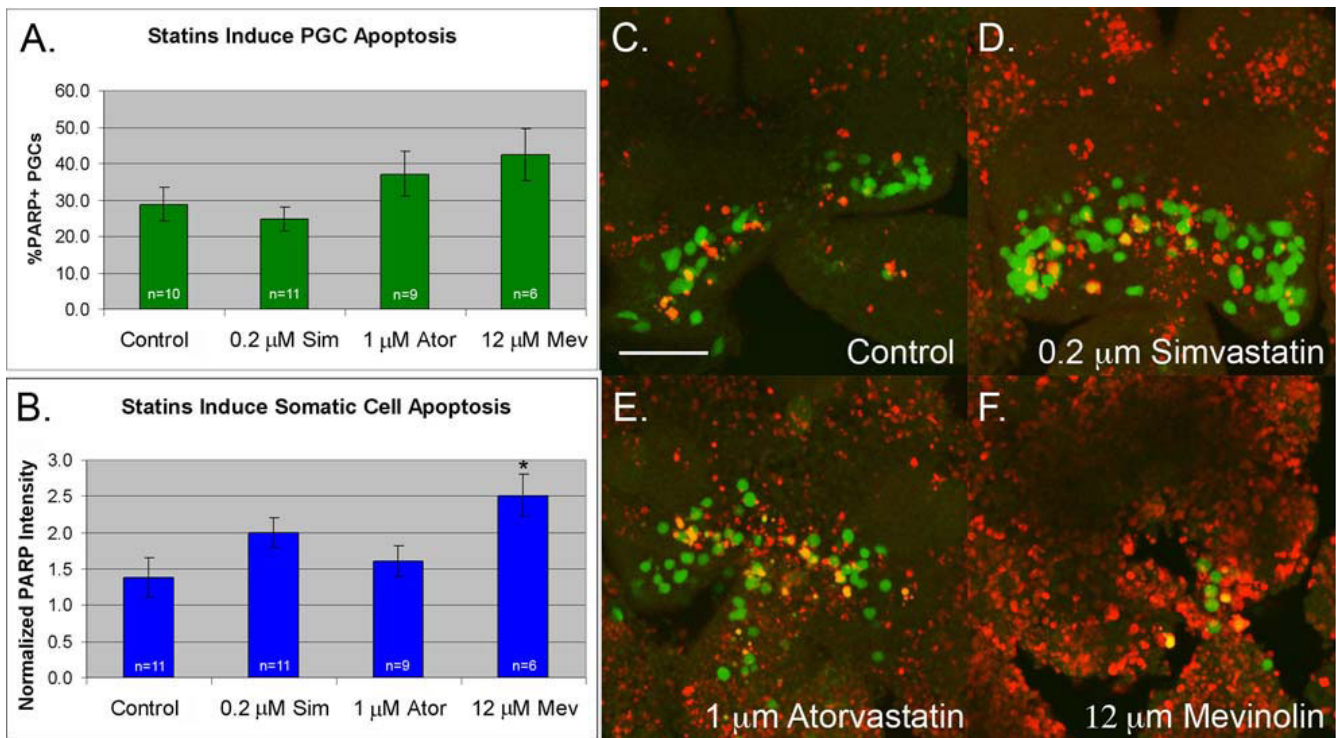 A.
Statins Induce PGC Apoptosis
%PARP+ PGCs
60.0
50.0
40.0
30.0
20.0
10.0
0.0
n=10
n=11
n=9
n=6
Control
0.2 μM Sim
1 μM Ator
12 μM Mev
B.
Statins Induce Somatic Cell Apoptosis
Normalized PARP Intensity
3.0
2.5
2.0
1.5
1.0
0.5
0.0
*
n=11
n=11
n=9
n=6
Control
0.2 μM Sim
1 μM Ator
12 μM Mev
C.
Control
D.
0.2 μm Simvastatin
E.
1 μm Atorvastatin
F.
12 μm Mevinolin